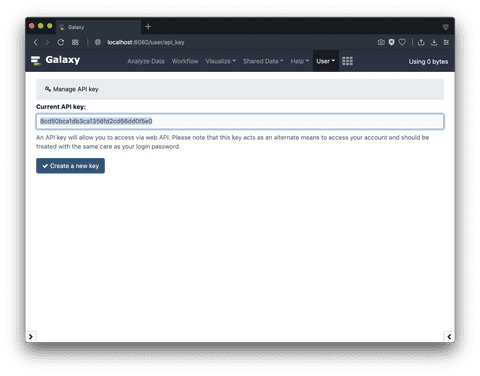 Galaxy
localhost:8080/user/api_key
Galaxy
Analyze Data Workflow Visualize Shared Data Help User Using 0 bytes
Manage API key
Current API key:
8cd50bca1db3ca1356fd2cd66dd0f5e0
An API key will allow you to access via web API. Please note that this key acts as an alternate means to access your account and should be
treated with the same care as your login password.
Create a new key